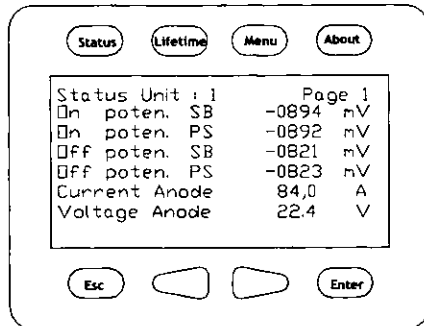 Status Lifetime Menu About
Status Unit : 1 Page 1
On poten. SB -0894 mV
On poten. PS -0892 mV
Off poten. SB -0821 mV
Off poten. PS -0823 mV
Current Anode 84,0 A
Voltage Anode 22.4 V
Esc Enter